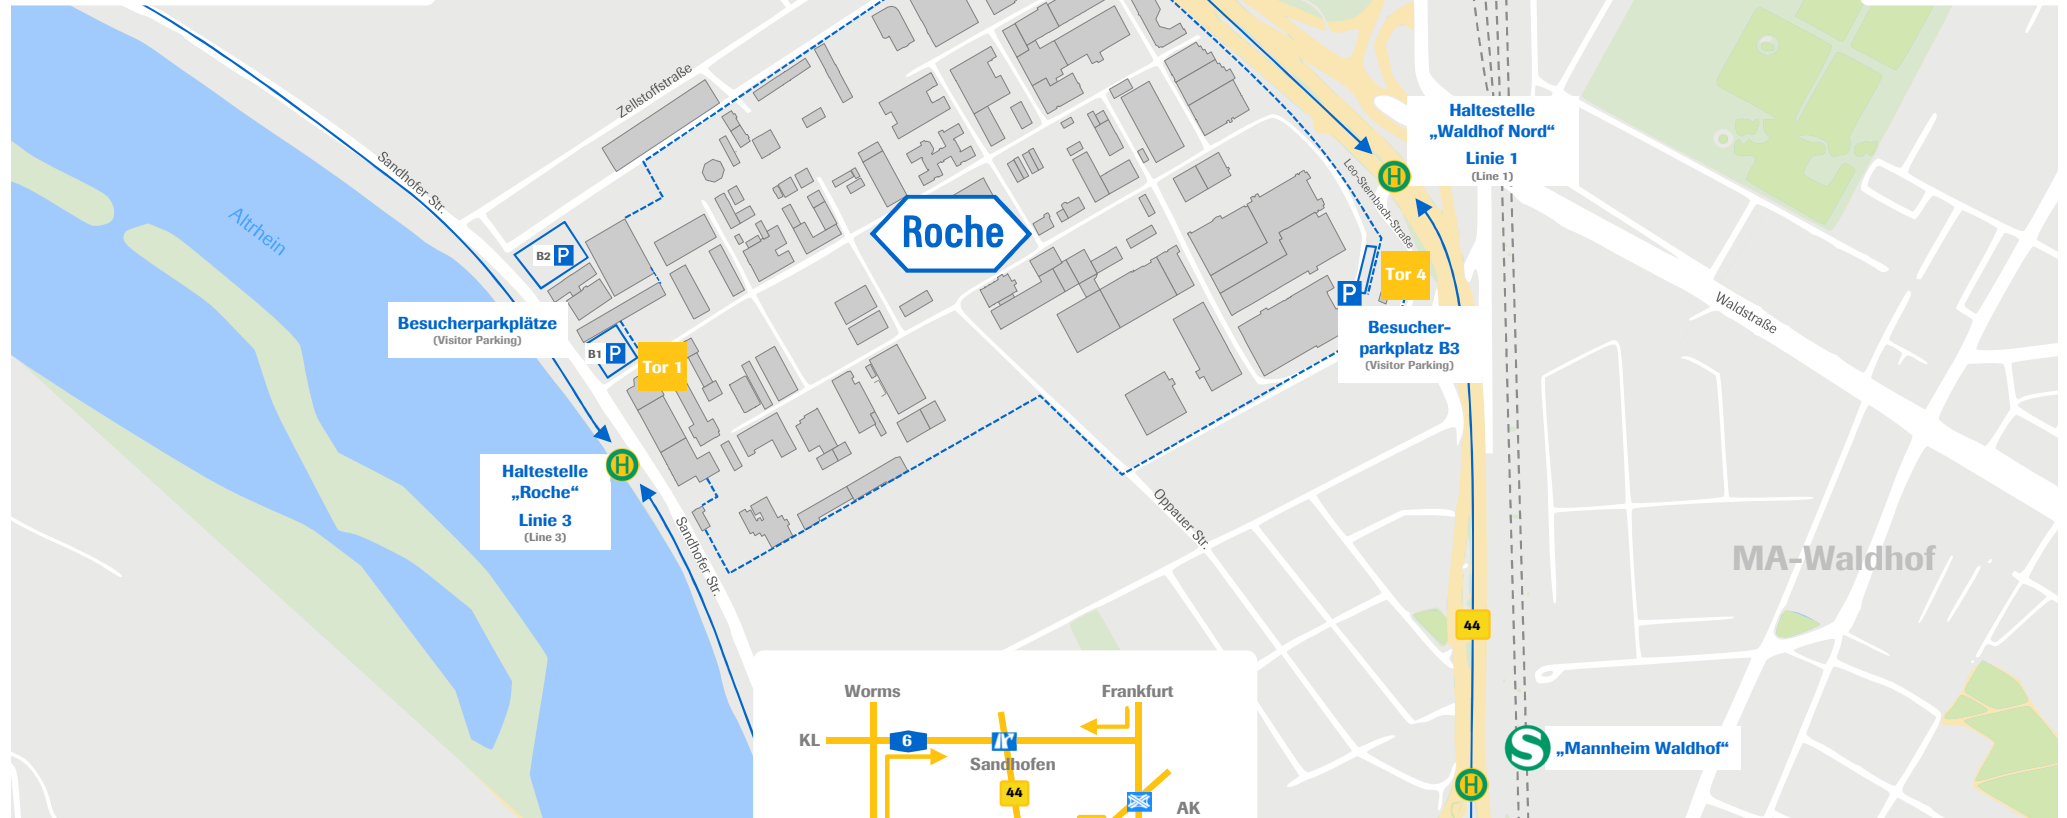 Zellstoffstraße
Sandhofer Str.
Altrhein
Haltestelle
„Waldhof Nord“
Linie 1
(Line 1)
H
Leo-Sternbach-Straße
Roche
B2 P
Tor 4
P
Waldstraße
Besucherparkplätze
(Visitor Parking)
Besucher-
parkplatz B3
(Visitor Parking)
B1 P
Tor 1
H
Haltestelle
„Roche“
Linie 3
(Line 3)
Sandhofer Str.
Oppauer Str.
MA-Waldhof
44
Worms
Frankfurt
KL
6
Sandhofen
44
AK
S
„Mannheim Waldhof“
H